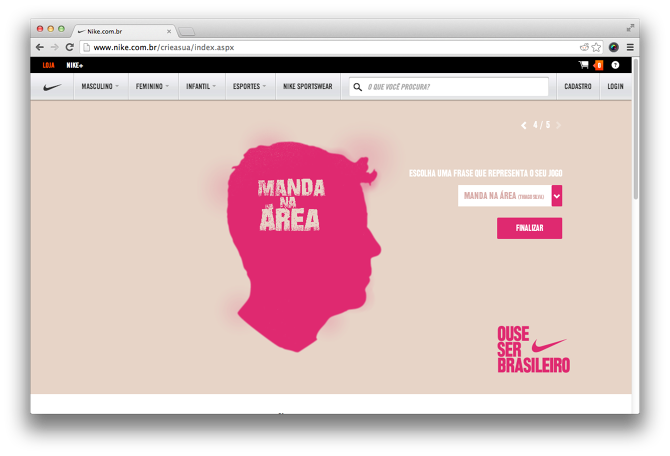 Nike.com.br
www.nike.com.br/crieasua/index.aspx
LOJA NIKE+ 0 ?
MASCULINO FEMININO INFANTIL ESPORTES NIKE SPORTSWEAR O QUE VOCÊ PROCURA? CADASTRO LOGIN
4 / 5
ESCOLHA UMA FRASE QUE REPRESENTA O SEU JOGO
MANDA NA ÁREA (THIAGO SILVA)
FINALIZAR
MANDA
NA
ÁREA
OUSE
SER
BRASILEIRO